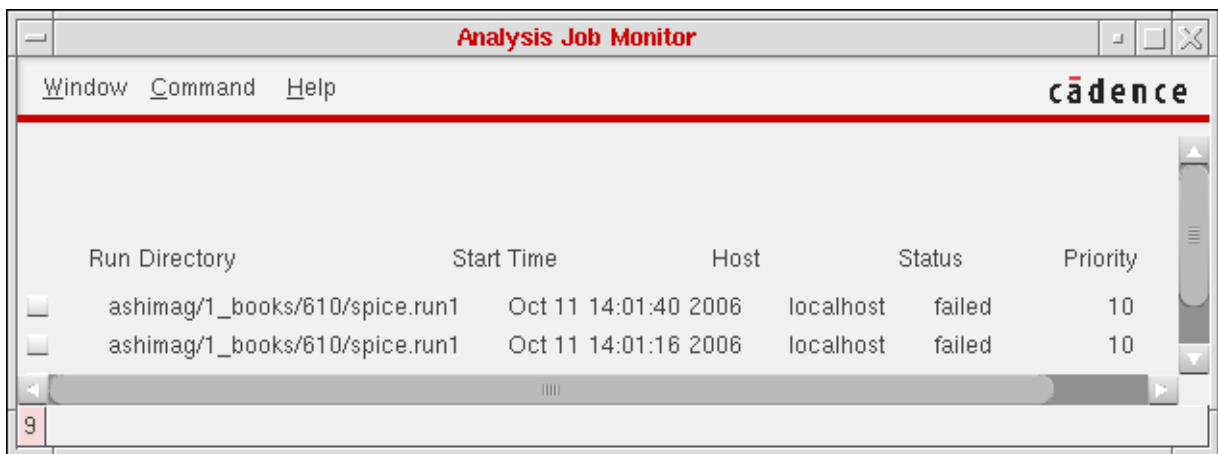 Analysis Job Monitor
Window Command Help
cādence
Run Directory Start Time Host Status Priority
ashimag/1_books/610/spice.run1 Oct 11 14:01:40 2006 localhost failed 10
ashimag/1_books/610/spice.run1 Oct 11 14:01:16 2006 localhost failed 10
9